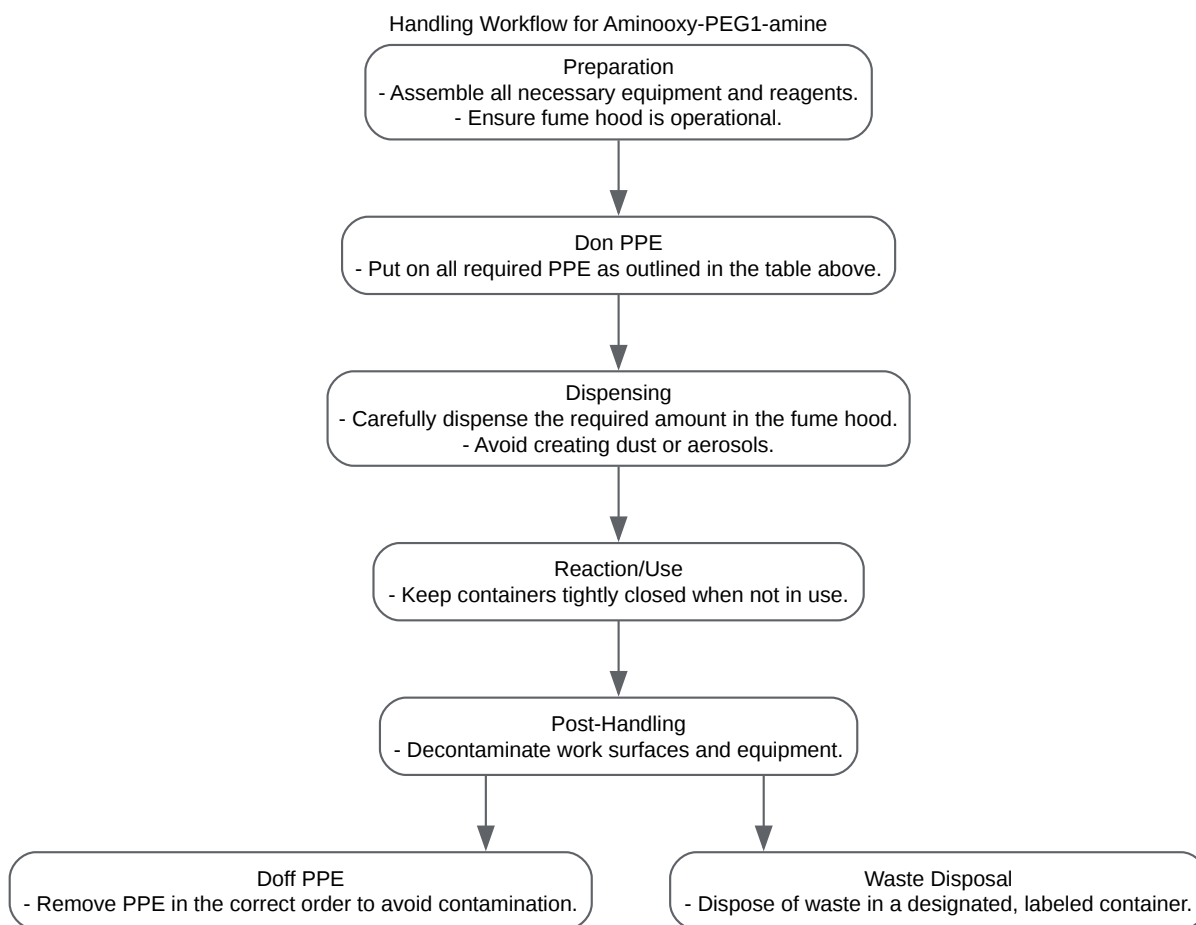 Handling Workflow for Aminooxy-PEG1-amine
Preparation
- Assemble all necessary equipment and reagents.
- Ensure fume hood is operational.
Don PPE
- Put on all required PPE as outlined in the table above.
Dispensing
- Carefully dispense the required amount in the fume hood.
- Avoid creating dust or aerosols.
Reaction/Use
- Keep containers tightly closed when not in use.
Post-Handling
- Decontaminate work surfaces and equipment.
Doff PPE
- Remove PPE in the correct order to avoid contamination.
Waste Disposal
- Dispose of waste in a designated, labeled container.